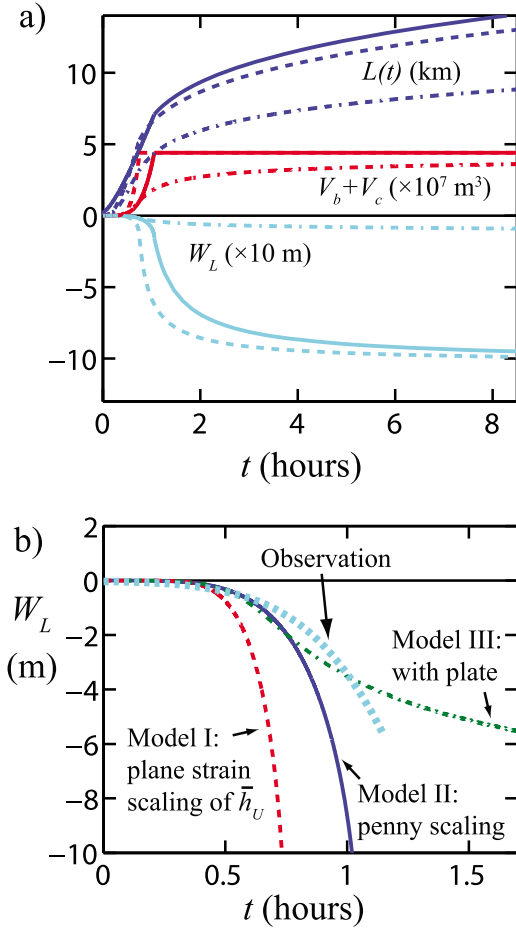 a)
10
5
0
−5
−10
L(t) (km)
V_b+V_c (×10^7 m^3)
W_L (×10 m)
0 2 4 6 8
t (hours)
b)
2
0
−2
−4
−6
−8
−10
W_L
(m)
Observation
Model III:
with plate
Model I:
plane strain
scaling of h̄_U
Model II:
penny scaling
0 0.5 1 1.5
t (hours)